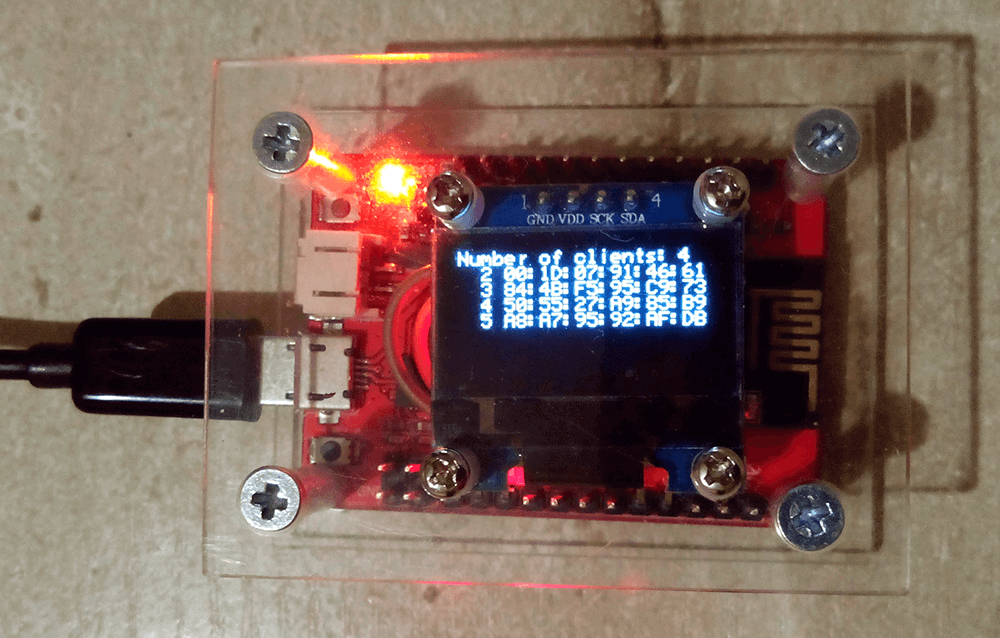 1 4
GND VDD SCK SDA
Number of clients: 4
2 00:1D:07:91:46:61
3 84:4B:F5:95:C9:73
4 50:55:27:A9:85:B9
5 A8:A7:95:92:AF:DB